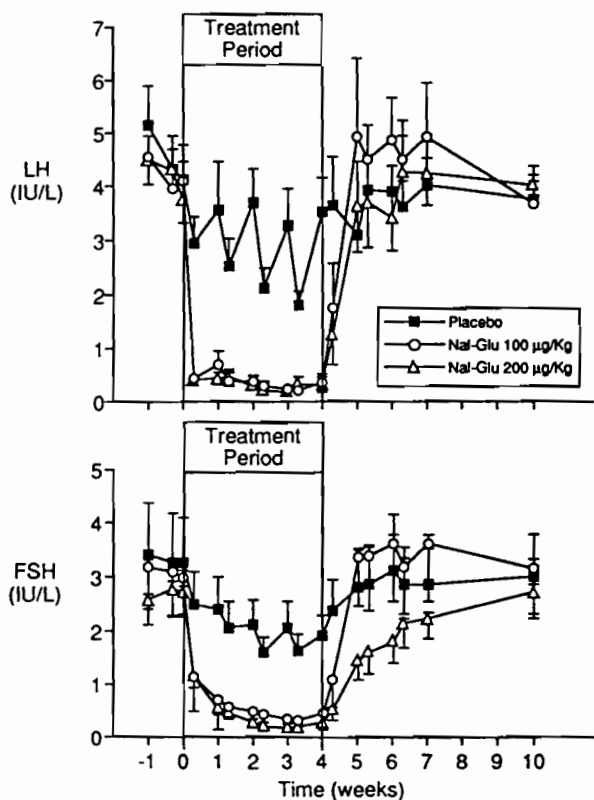 Treatment
Period
7
6
5
4
3
2
1
0
LH
(IU/L)
Placebo
Nal-Glu 100 µg/Kg
Nal-Glu 200 µg/Kg
Treatment
Period
5
4
3
2
1
0
FSH
(IU/L)
-1 0 1 2 3 4 5 6 7 8 9 10
Time (weeks)